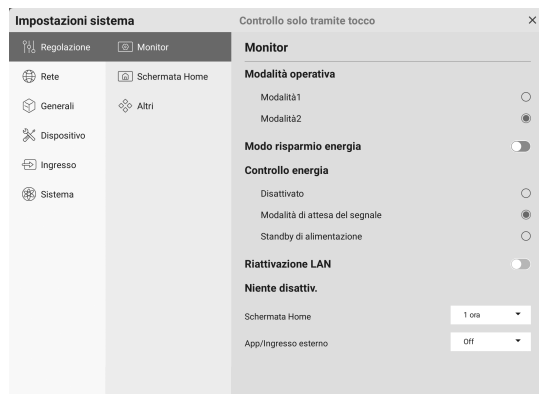 Impostazioni sistema
Controllo solo tramite tocco
Regolazione
Rete
Generali
Dispositivo
Ingresso
Sistema
Monitor
Schermata Home
Altri
Monitor
Modalità operativa
Modalità1
Modalità2
Modo risparmio energia
Controllo energia
Disattivato
Modalità di attesa del segnale
Standby di alimentazione
Riattivazione LAN
Niente disattiv.
Schermata Home 1 ora
App/Ingresso esterno Off